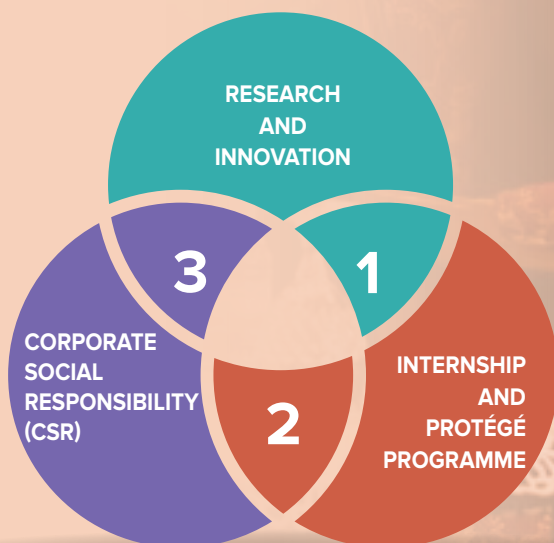 RESEARCH
AND
INNOVATION
3
1
CORPORATE
SOCIAL
RESPONSIBILITY
(CSR)
INTERNSHIP
AND
PROTÉGÉ
PROGRAMME
2